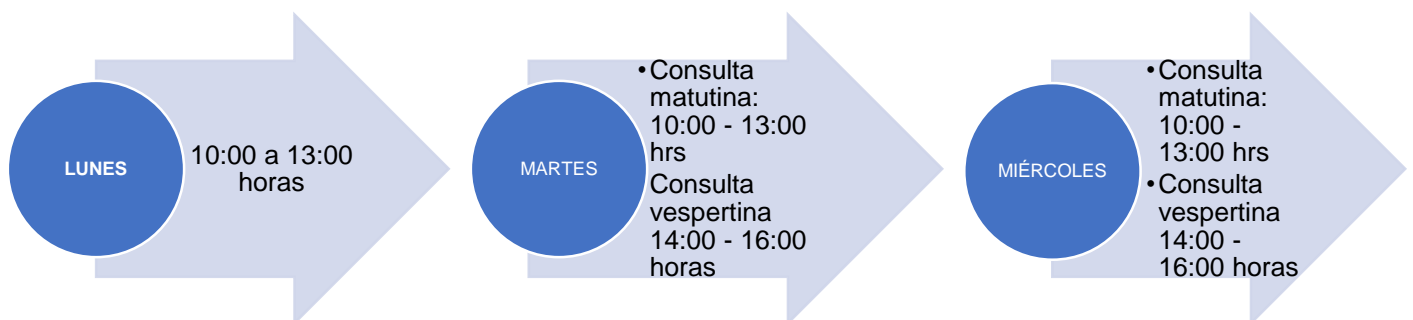 LUNES
10:00 a 13:00
horas
MARTES
•Consulta
matutina:
10:00 - 13:00
hrs
Consulta
vespertina
14:00 - 16:00
horas
MIÉRCOLES
•Consulta
matutina:
10:00 -
13:00 hrs
•Consulta
vespertina
14:00 -
16:00 horas